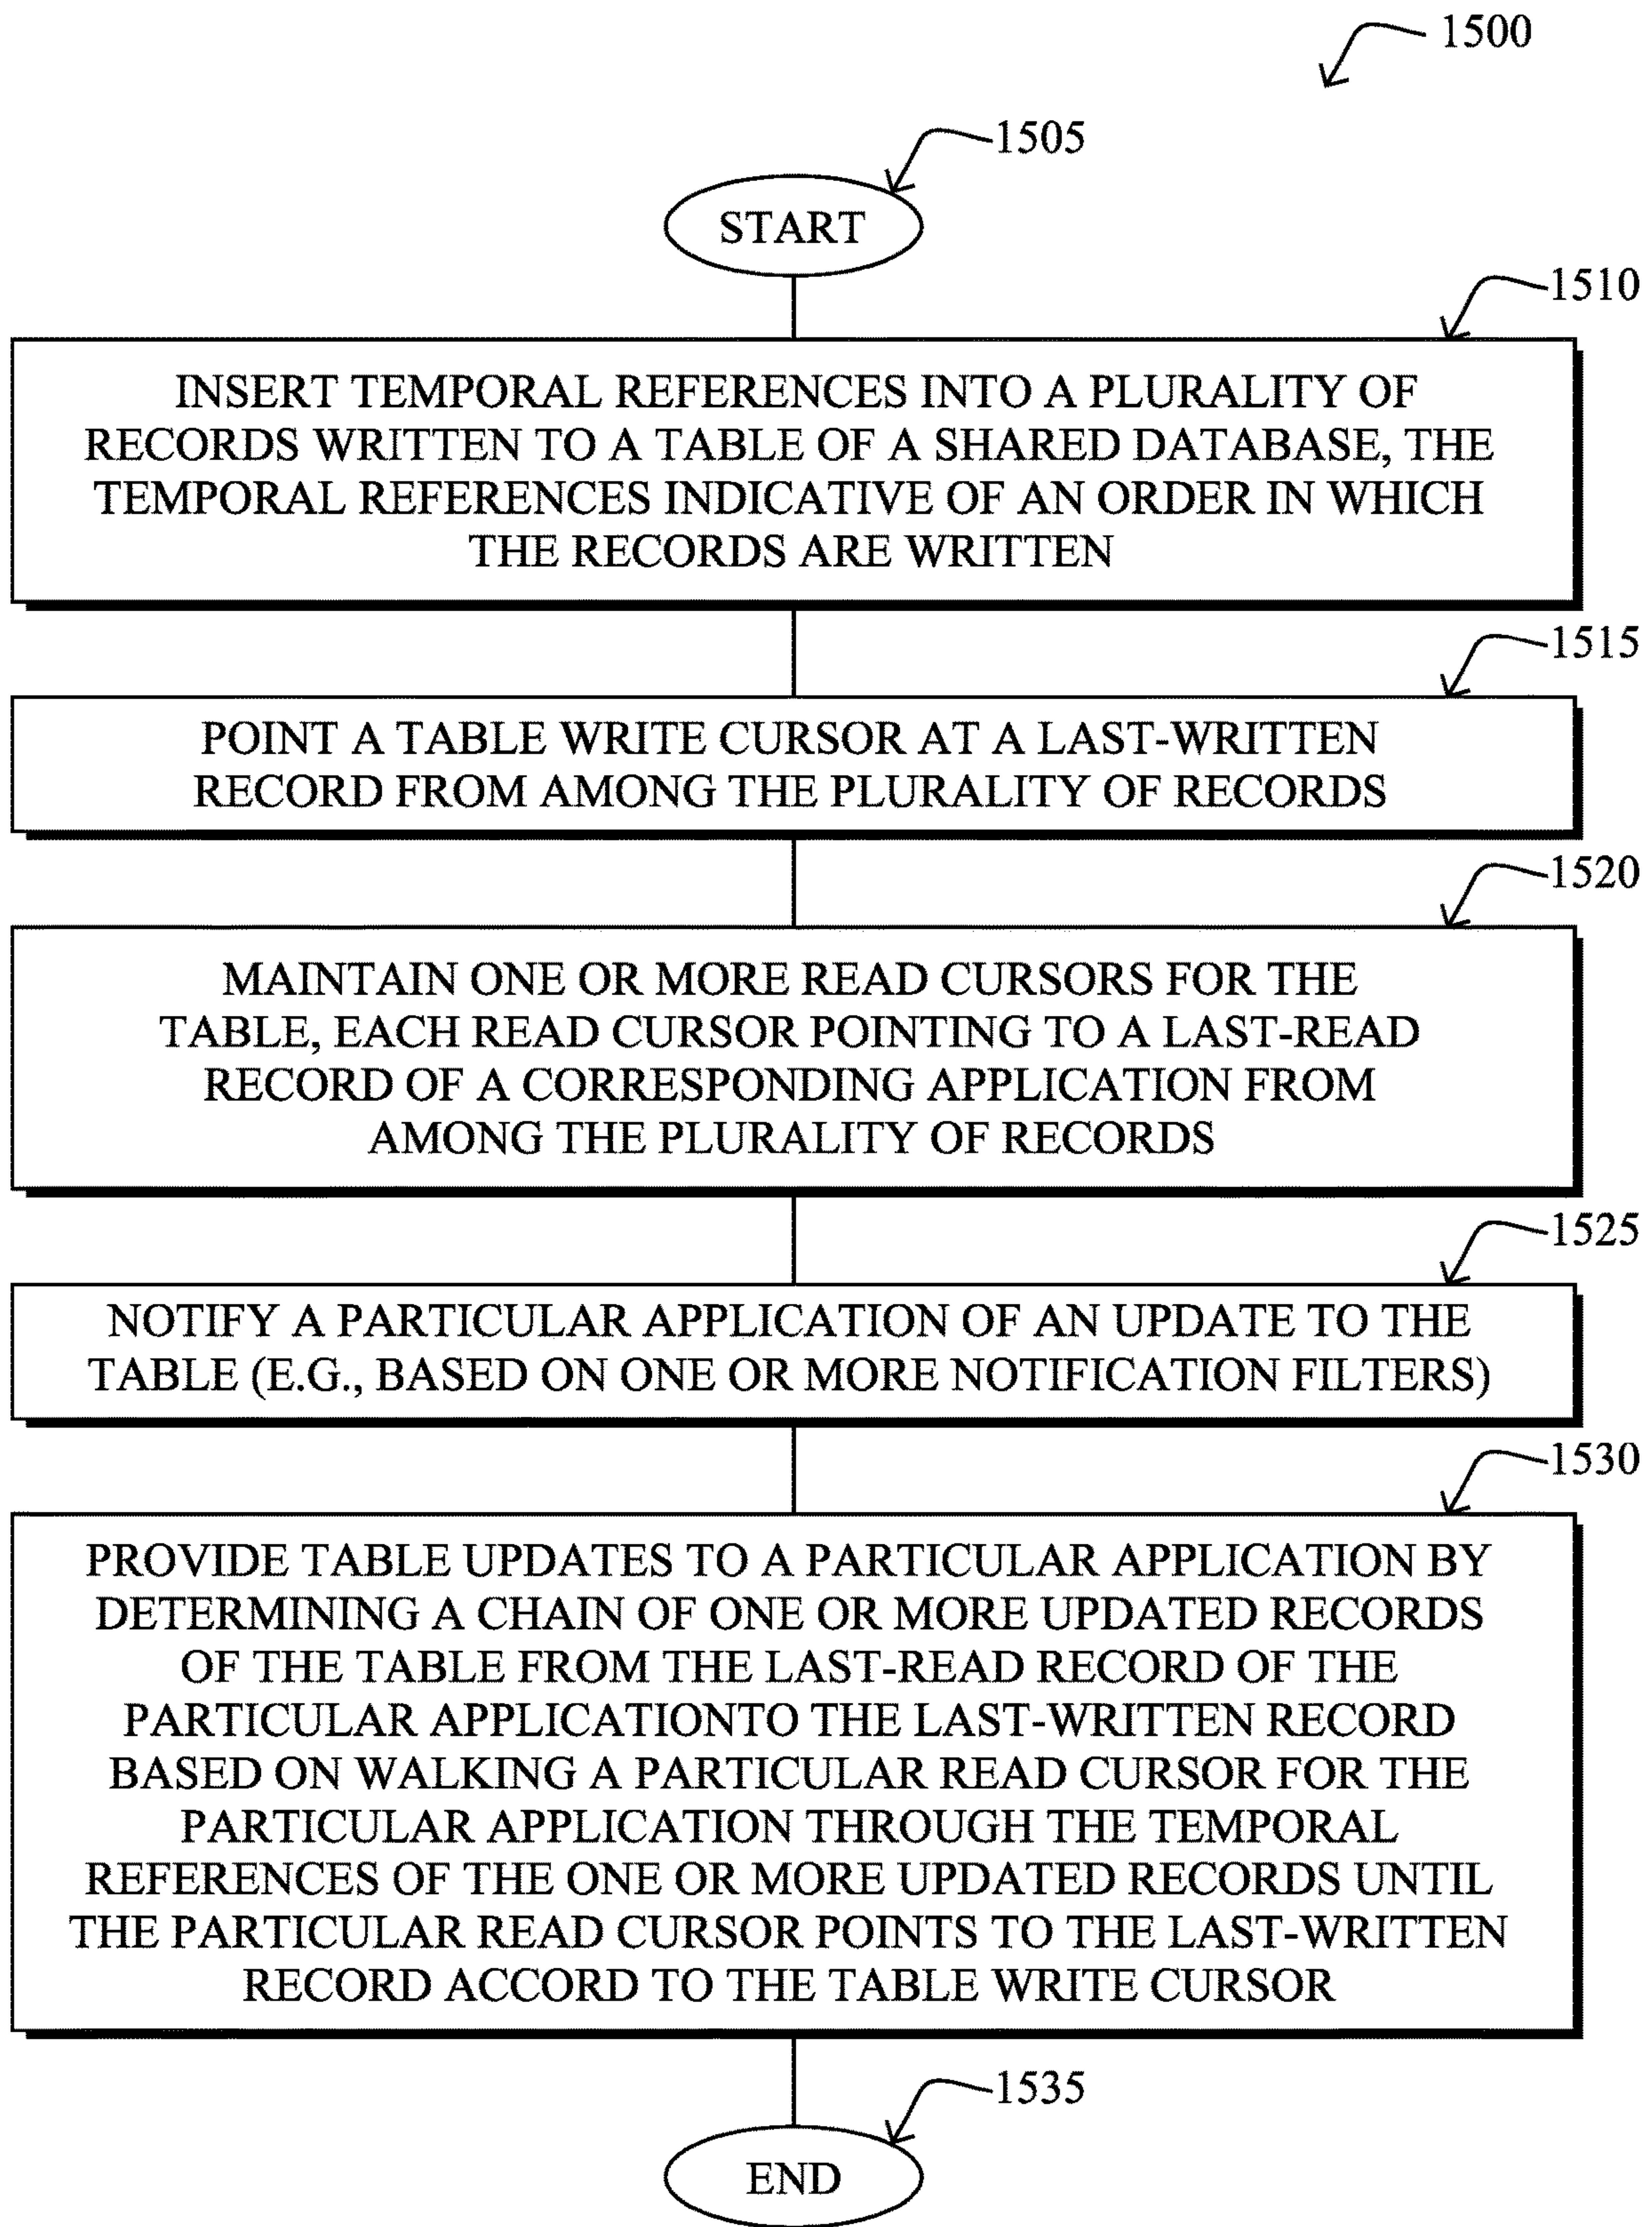 1500
1505
START
1510
INSERT TEMPORAL REFERENCES INTO A PLURALITY OF
RECORDS WRITTEN TO A TABLE OF A SHARED DATABASE, THE
TEMPORAL REFERENCES INDICATIVE OF AN ORDER IN WHICH
THE RECORDS ARE WRITTEN
1515
POINT A TABLE WRITE CURSOR AT A LAST-WRITTEN
RECORD FROM AMONG THE PLURALITY OF RECORDS
1520
MAINTAIN ONE OR MORE READ CURSORS FOR THE
TABLE, EACH READ CURSOR POINTING TO A LAST-READ
RECORD OF A CORRESPONDING APPLICATION FROM
AMONG THE PLURALITY OF RECORDS
1525
NOTIFY A PARTICULAR APPLICATION OF AN UPDATE TO THE
TABLE (E.G., BASED ON ONE OR MORE NOTIFICATION FILTERS)
1530
PROVIDE TABLE UPDATES TO A PARTICULAR APPLICATION BY
DETERMINING A CHAIN OF ONE OR MORE UPDATED RECORDS
OF THE TABLE FROM THE LAST-READ RECORD OF THE
PARTICULAR APPLICATIONTO THE LAST-WRITTEN RECORD
BASED ON WALKING A PARTICULAR READ CURSOR FOR THE
PARTICULAR APPLICATION THROUGH THE TEMPORAL
REFERENCES OF THE ONE OR MORE UPDATED RECORDS UNTIL
THE PARTICULAR READ CURSOR POINTS TO THE LAST-WRITTEN
RECORD ACCORD TO THE TABLE WRITE CURSOR
1535
END